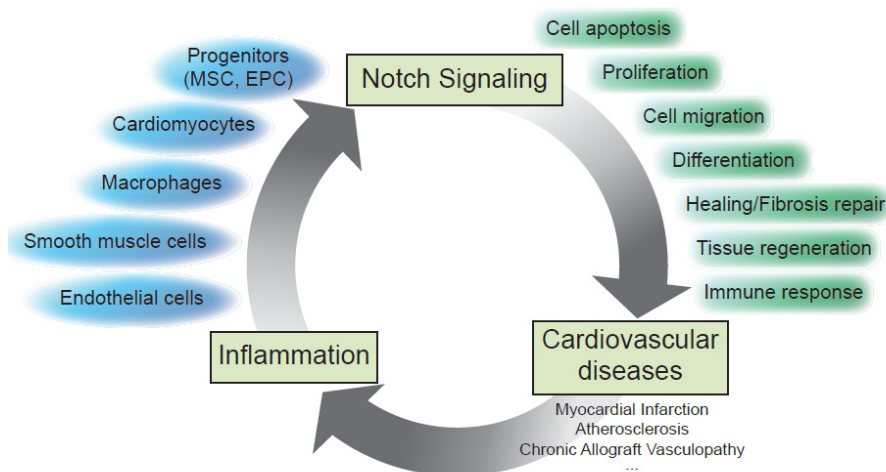 Notch Signaling
Cell apoptosis
Proliferation
Cell migration
Differentiation
Healing/Fibrosis repair
Tissue regeneration
Immune response
Cardiovascular
diseases
Myocardial Infarction
Atherosclerosis
Chronic Allograft Vasculopathy
...
Inflammation
Progenitors
(MSC, EPC)
Cardiomyocytes
Macrophages
Smooth muscle cells
Endothelial cells